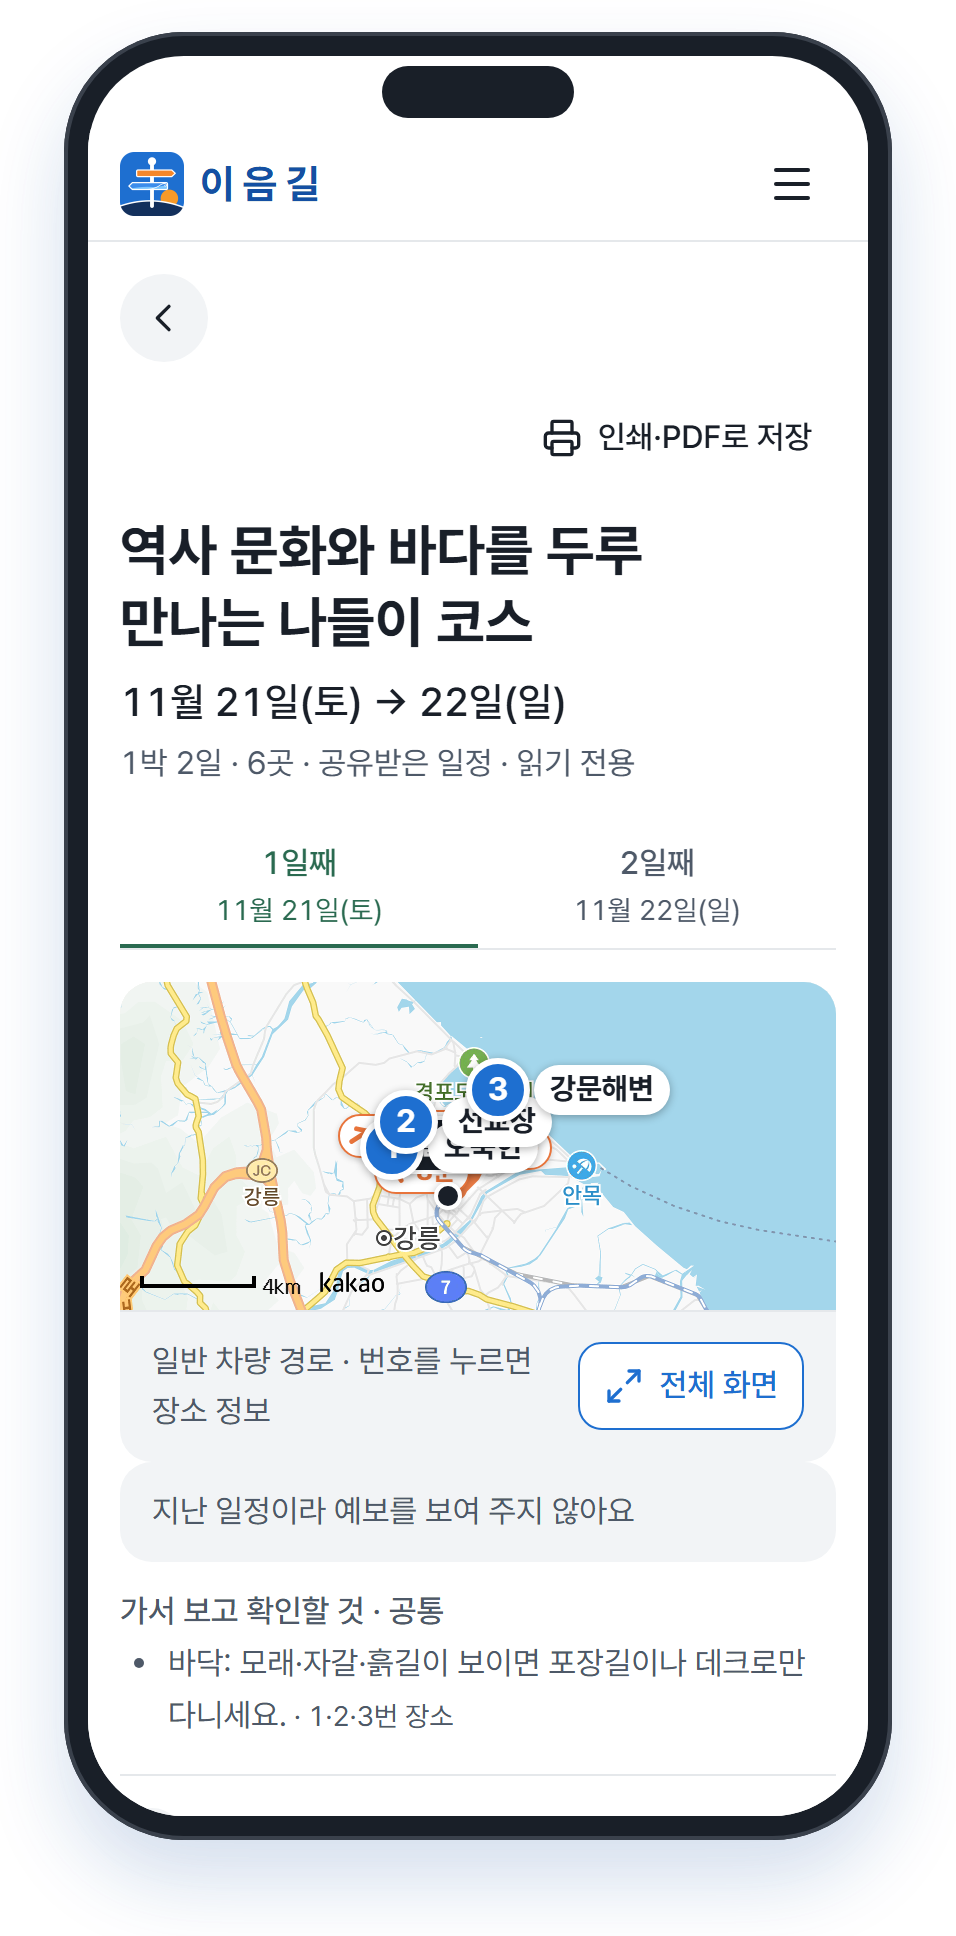 이음길
인쇄·PDF로 저장
역사 문화와 바다를 두루
만나는 나들이 코스
11월 21일(토) → 22일(일)
1박 2일 · 6곳 · 공유받은 일정 · 읽기 전용
1일째
11월 21일(토)
2일째
11월 22일(일)
3
강문해변
2
선교장
안목
JC
강릉
강릉
4km
kakao
7
일반 차량 경로 · 번호를 누르면
장소 정보
전체 화면
지난 일정이라 예보를 보여 주지 않아요
가서 보고 확인할 것 · 공통
• 바닥: 모래·자갈·흙길이 보이면 포장길이나 데크로만
다니세요. · 1·2·3번 장소